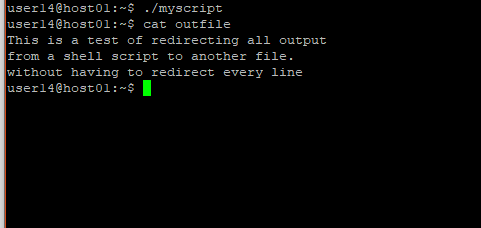 user14@host01:~$ ./myscript
user14@host01:~$ cat outfile
This is a test of redirecting all output
from a shell script to another file.
without having to redirect every line
user14@host01:~$